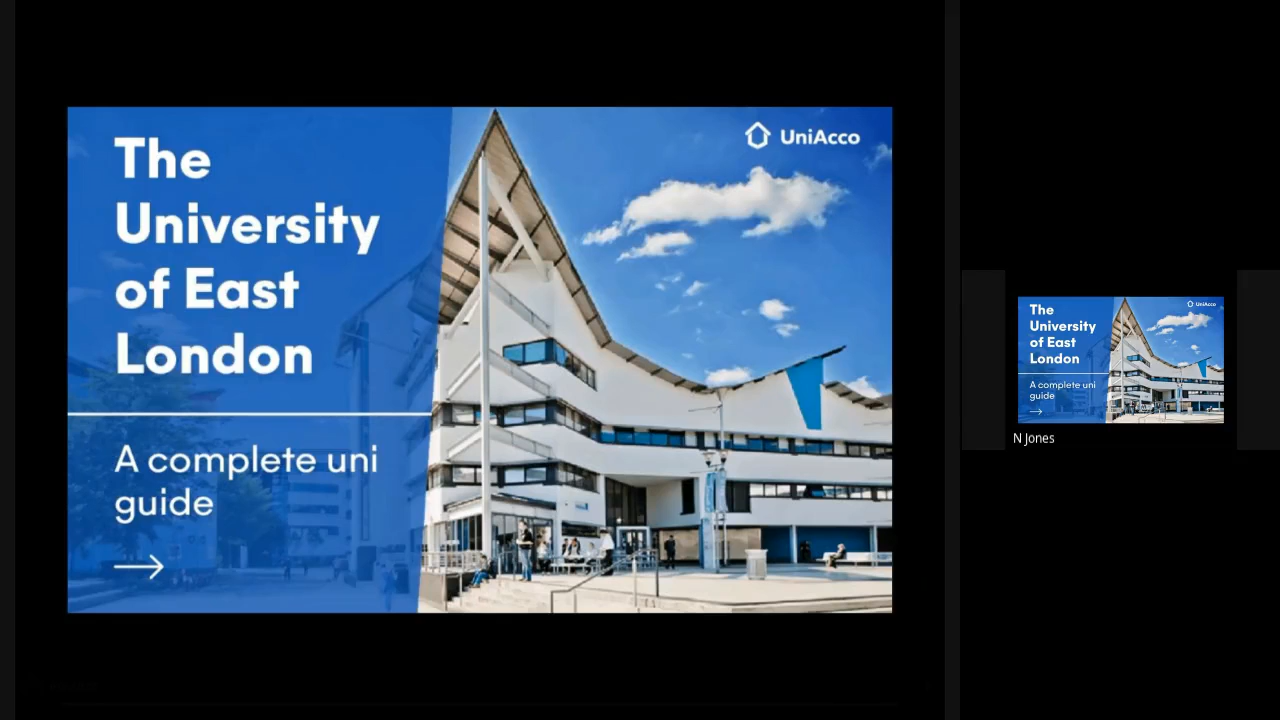 The
University
of East
London
A complete uni
guide
UniAcco
The
University
of East
London
A complete uni
guide
UniAcco
N Jones